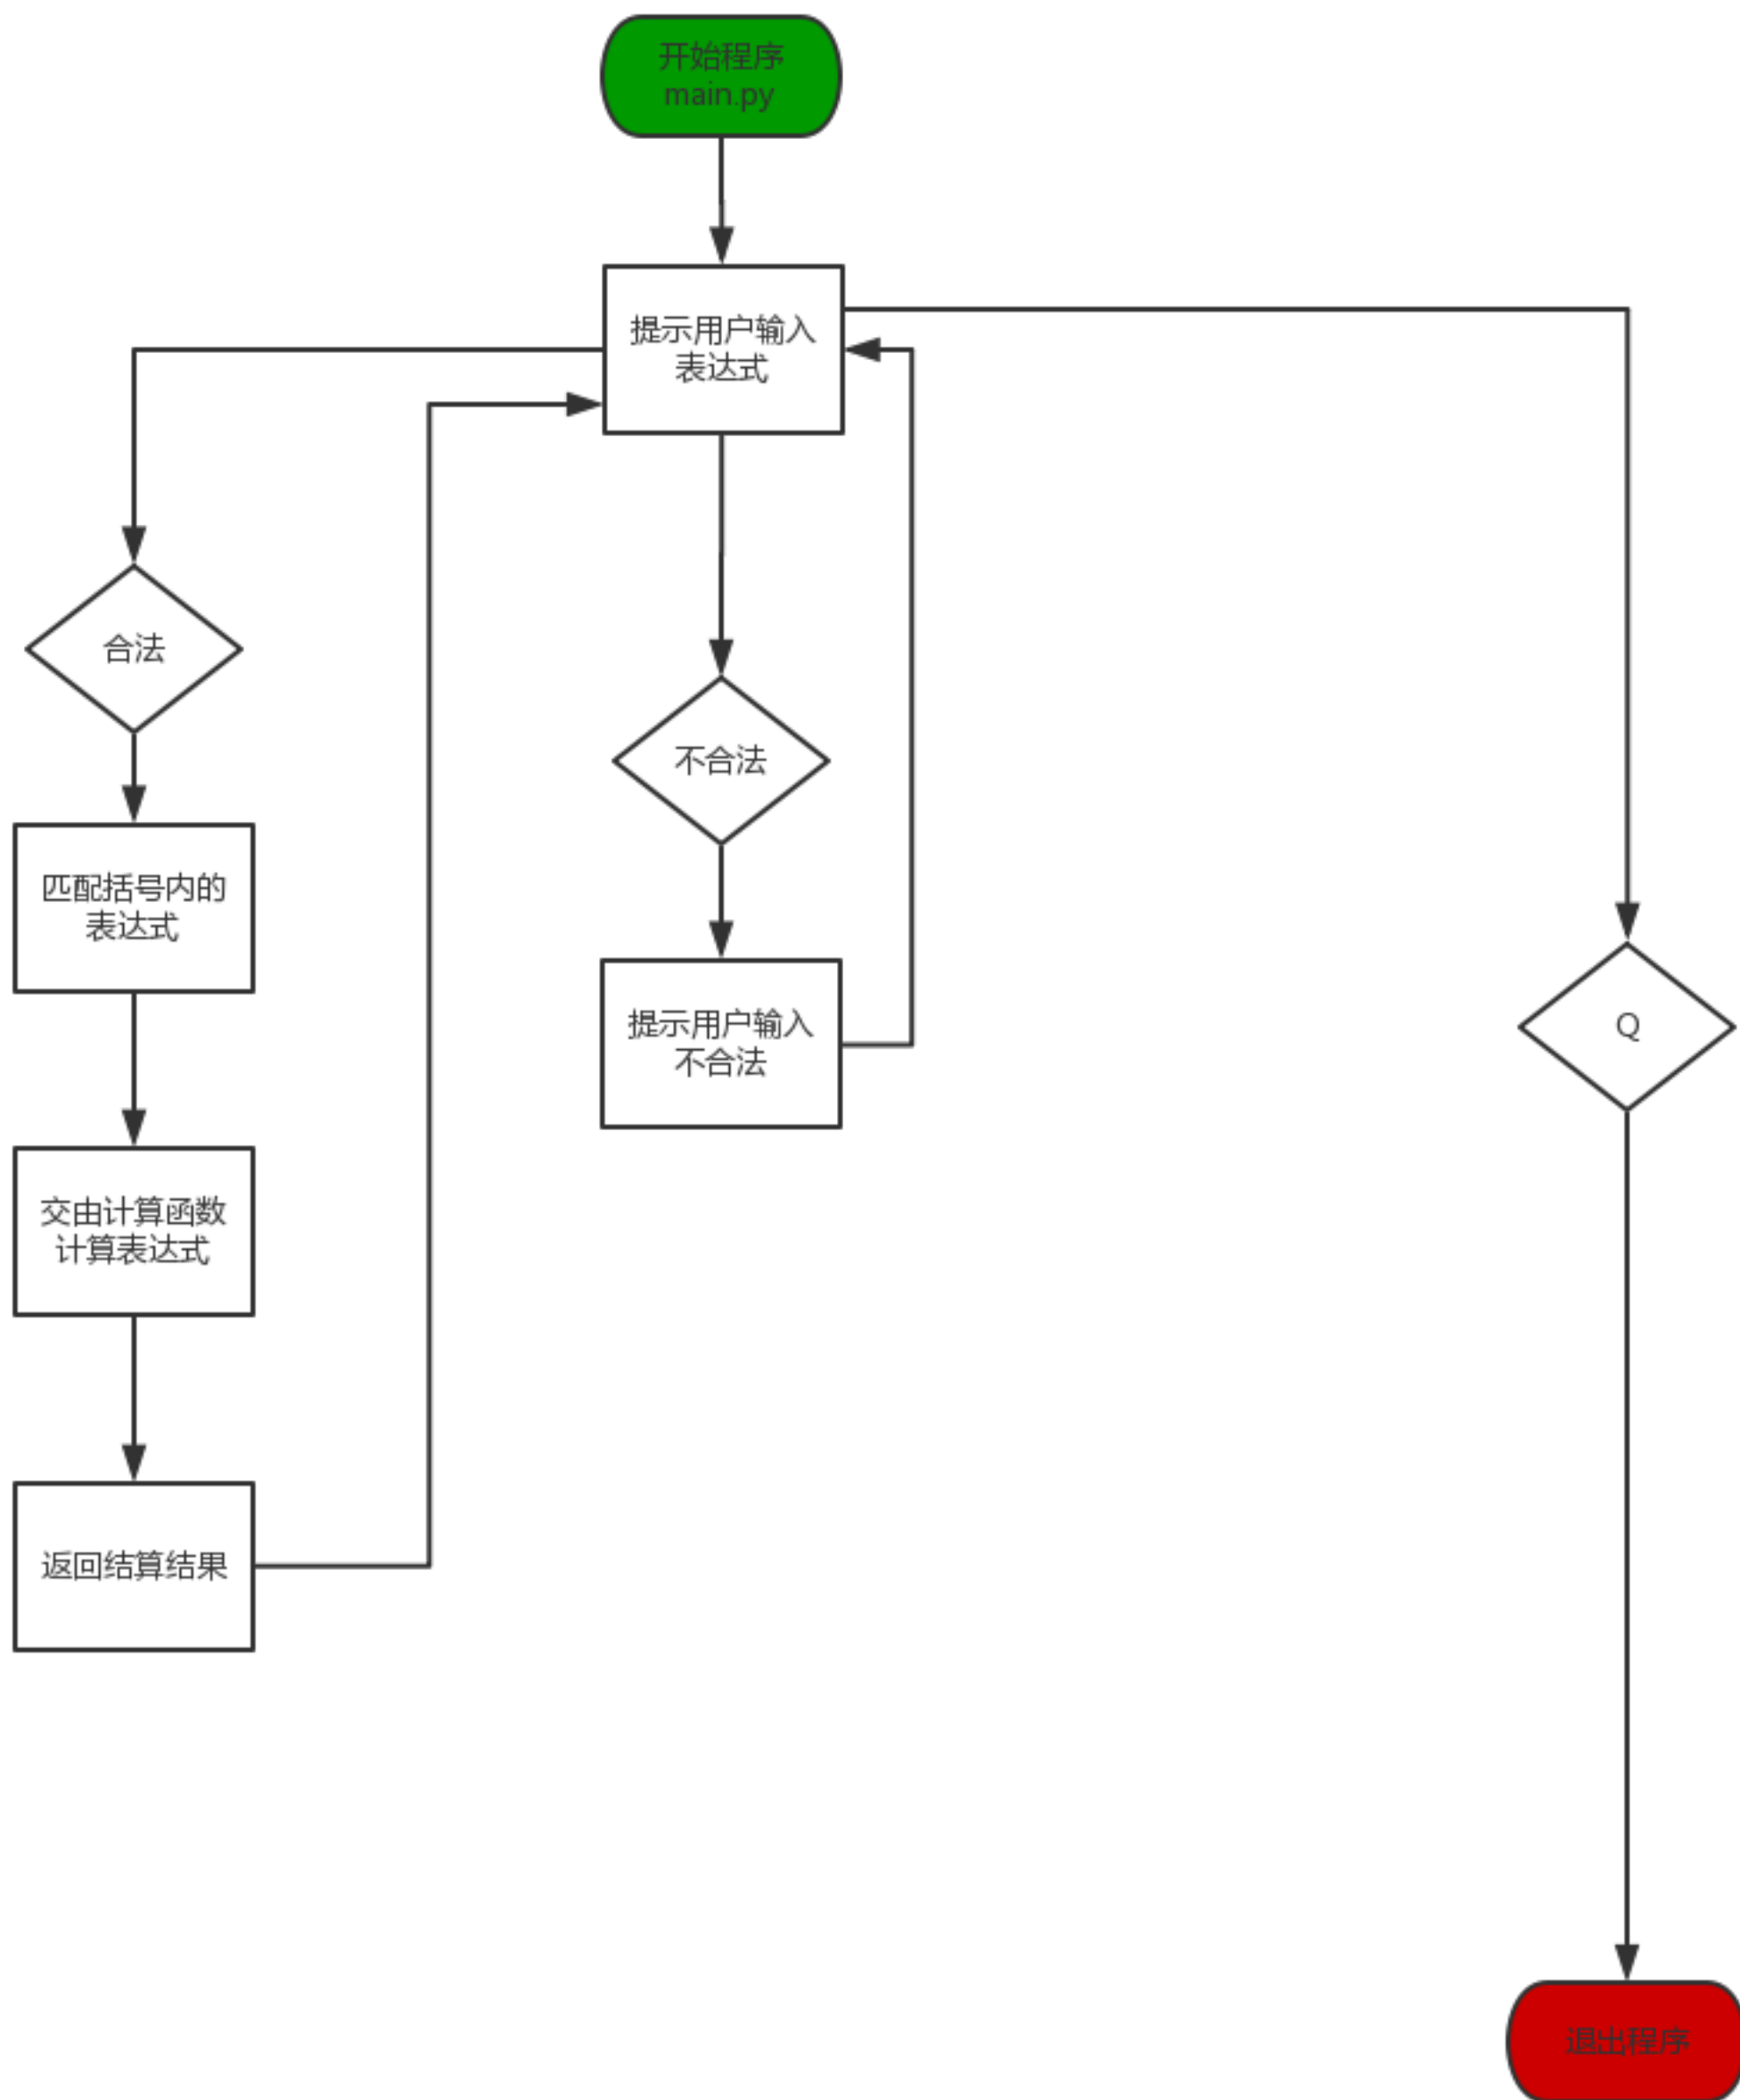 开始程序
main.py
提示用户输入
表达式
合法
不合法
匹配括号内的
表达式
提示用户输入
不合法
Q
交由计算函数
计算表达式
返回结算结果
退出程序